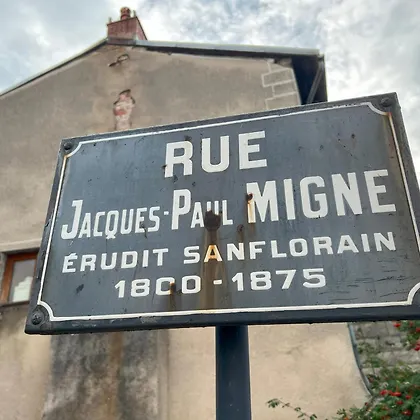 RUE
JACQUES-PAUL MIGNE
ÉRUDIT SANFLORAIN
1800-1875